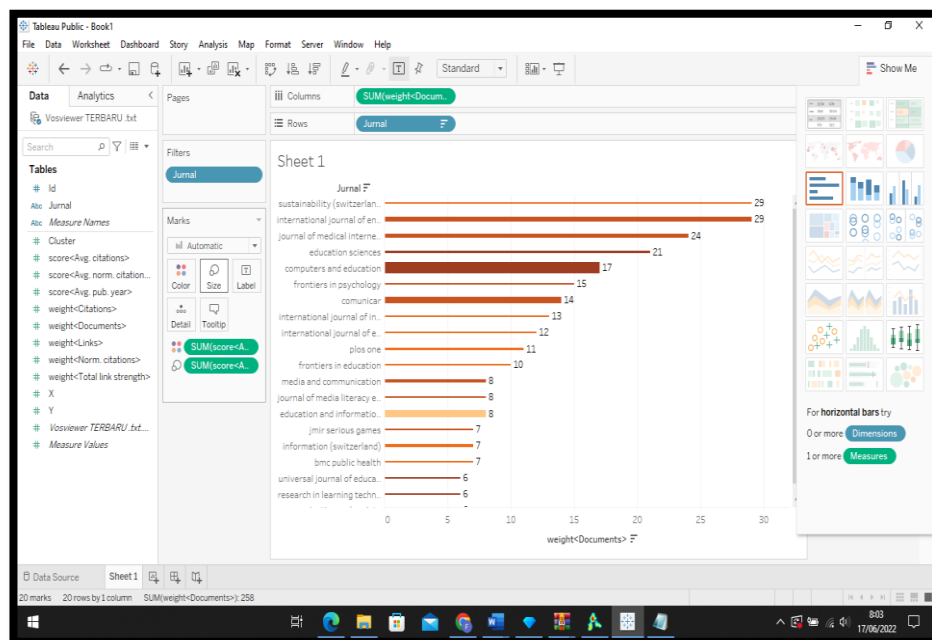 Tableau Public - Book1
File Data Worksheet Dashboard Story Analysis Map Format Server Window Help
Standard
Show Me
Data Analytics
Vosviewer TERBARU .txt
Search
Tables
# Id
Abc Jurnal
Abc Measure Names
# Cluster
# score<Avg. citations>
# score<Avg. norm. citation...
# score<Avg. pub. year>
# weight<Citations>
# weight<Documents>
# weight<Links>
# weight<Norm. citations>
# weight<Total link strength>
# X
# Y
# Vosviewer TERBARU .txt....
# Measure Values
Pages
Filters
Jurnal
Marks
Automatic
Color Size Label
Detail Tooltip
SUM(score<A..
SUM(score<A..
Columns SUM(weight<Docum..
Rows Jurnal
Sheet 1
Jurnal
sustainability (switzerlan.. 29
international journal of en.. 29
journal of medical interne.. 24
education sciences 21
computers and education 17
frontiers in psychology 15
comunicar 14
international journal of in.. 13
international journal of e.. 12
plos one 11
frontiers in education 10
media and communication 8
journal of media literacy e.. 8
education and informatio.. 8
jmir serious games 7
information (switzerland) 7
bmc public health 7
universal journal of educa.. 6
research in learning techn.. 6
0 5 10 15 20 25 30
weight<Documents>
For horizontal bars try
0 or more Dimensions
1 or more Measures
Data Source Sheet 1
20 marks 20 rows by 1 column SUM(weight<Documents>): 258
8:03
17/06/2022